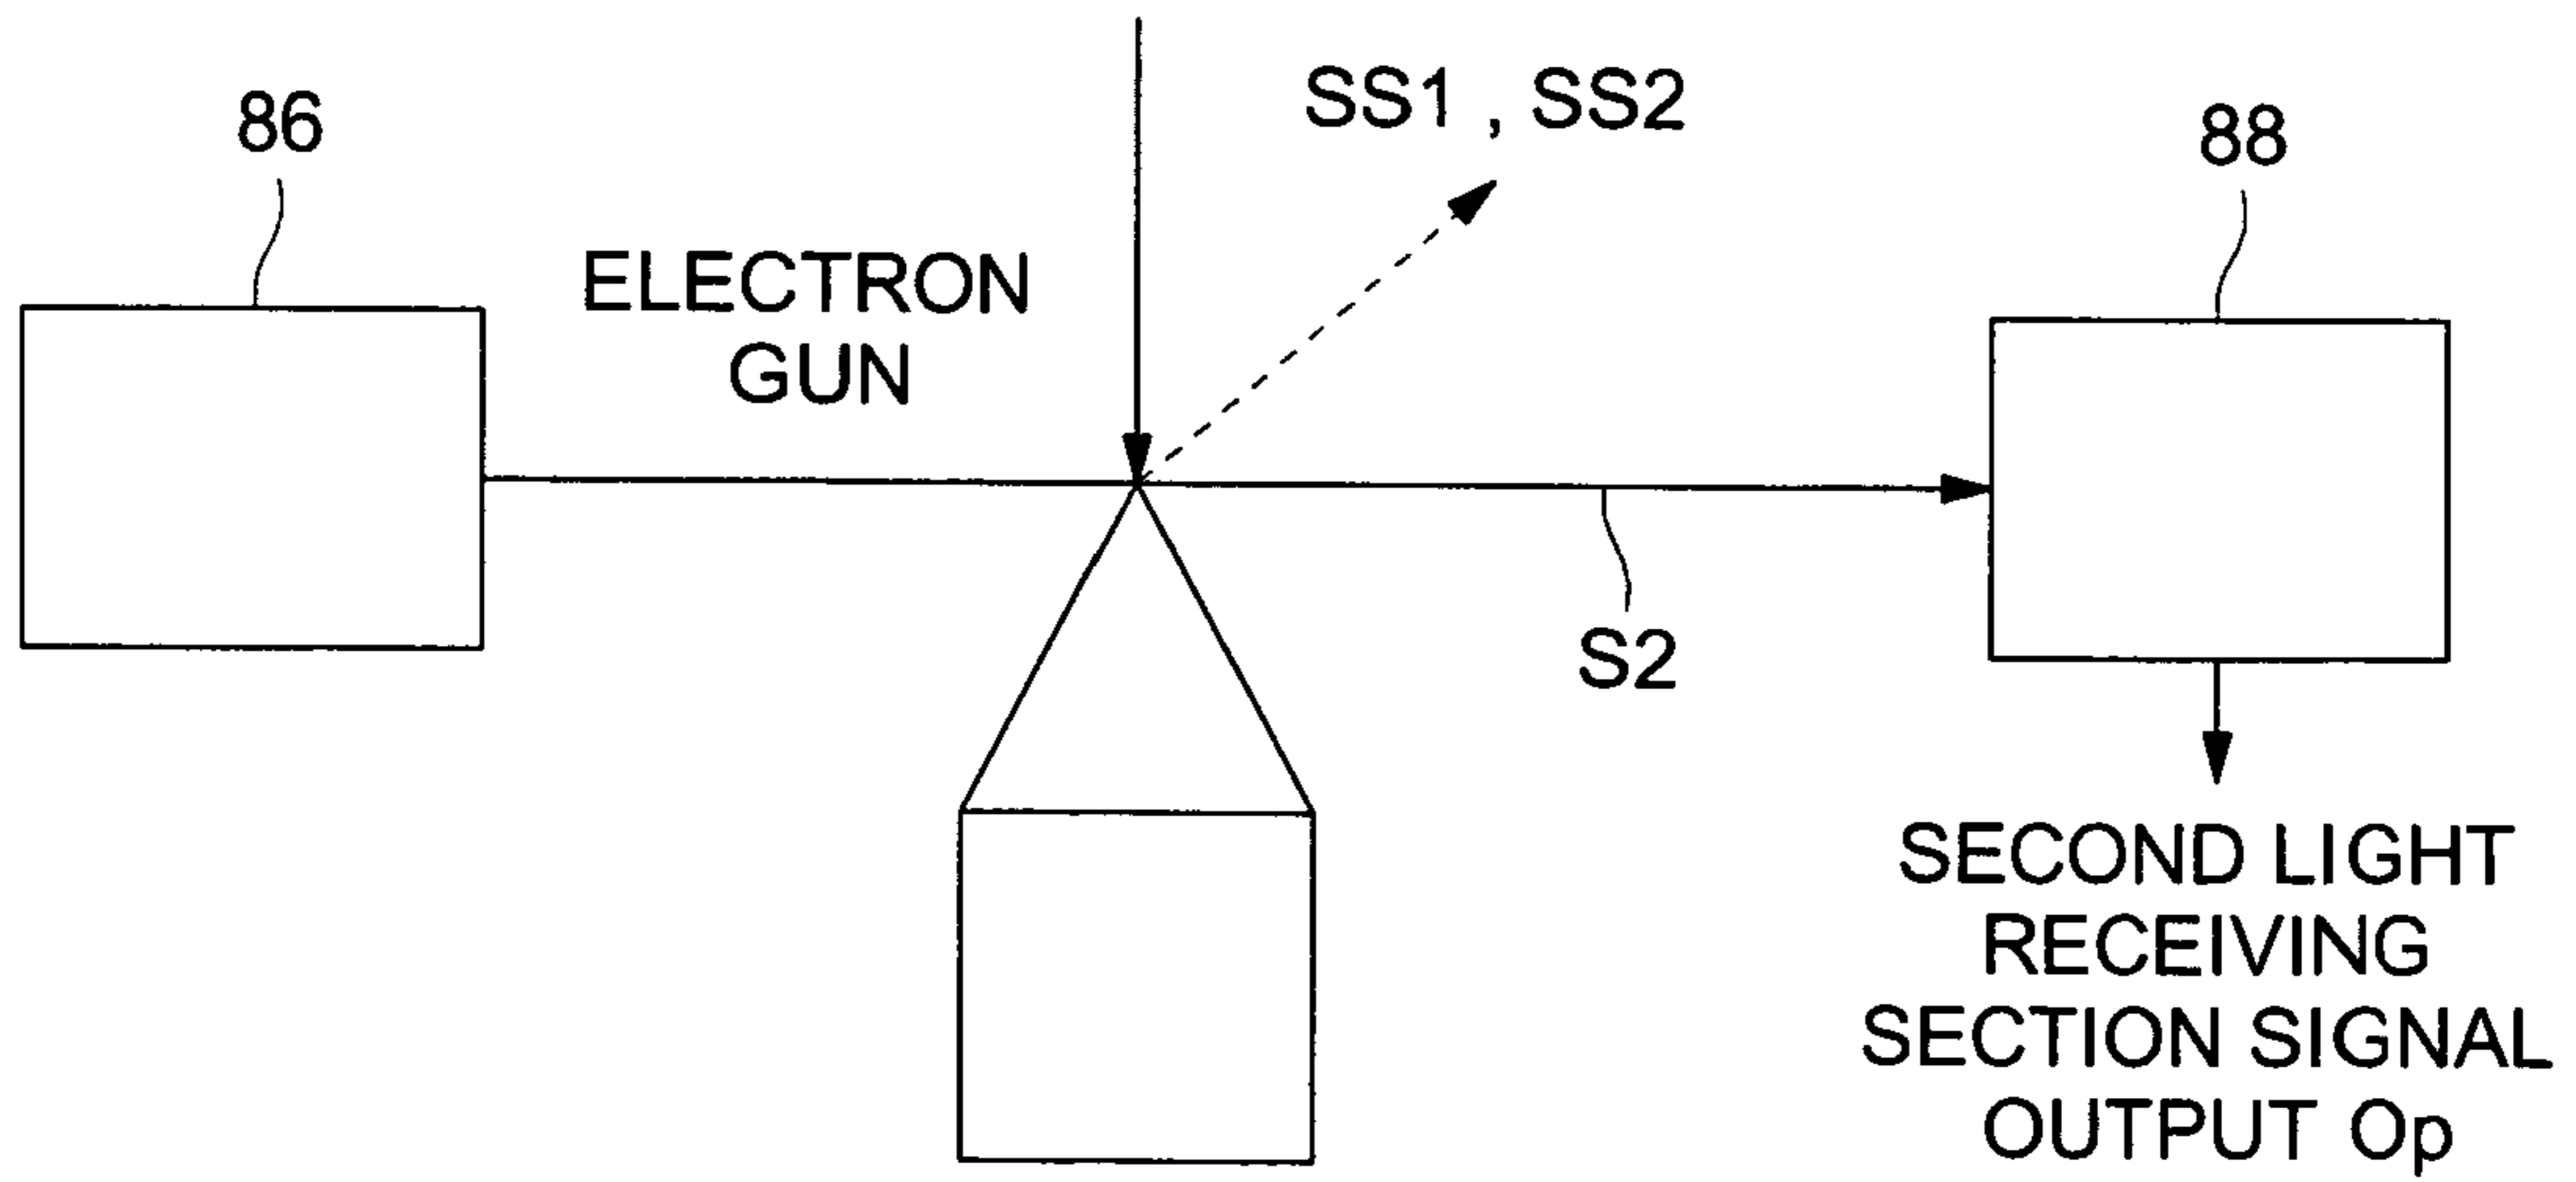 86
SS1 , SS2
88
ELECTRON
GUN
S2
SECOND LIGHT
RECEIVING
SECTION SIGNAL
OUTPUT Op